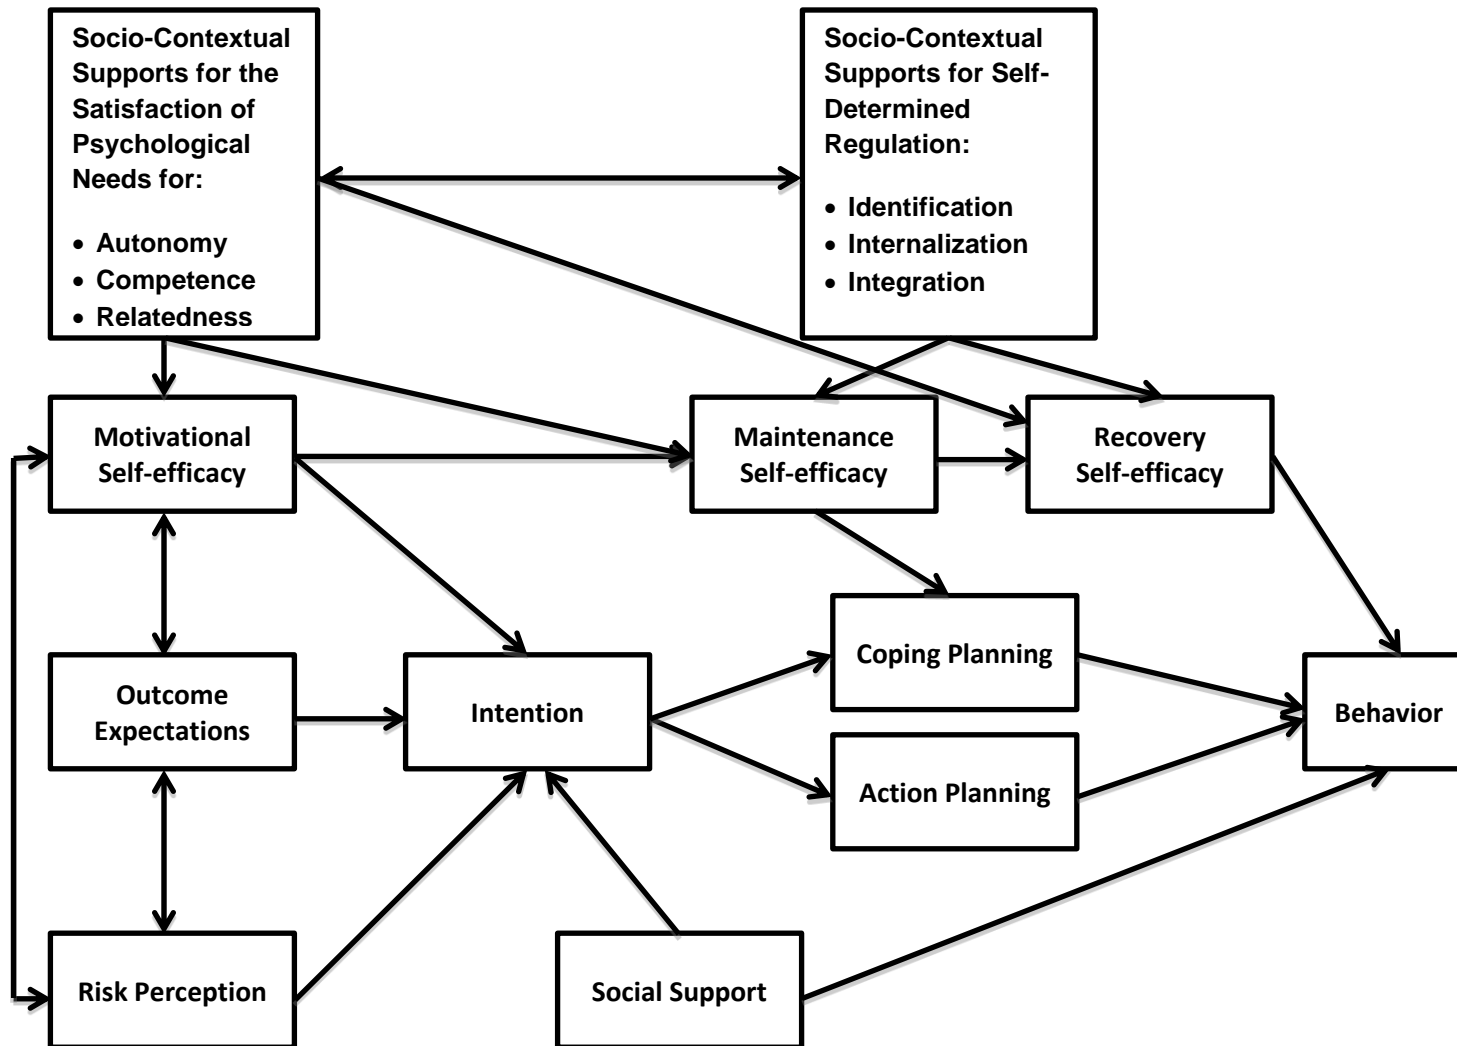 Socio-Contextual
Supports for the
Satisfaction of
Psychological
Needs for:
• Autonomy
• Competence
• Relatedness
Socio-Contextual
Supports for Self-
Determined
Regulation:
• Identification
• Internalization
• Integration
Motivational
Self-efficacy
Maintenance
Self-efficacy
Recovery
Self-efficacy
Coping Planning
Outcome
Expectations
Intention
Behavior
Action Planning
Risk Perception
Social Support